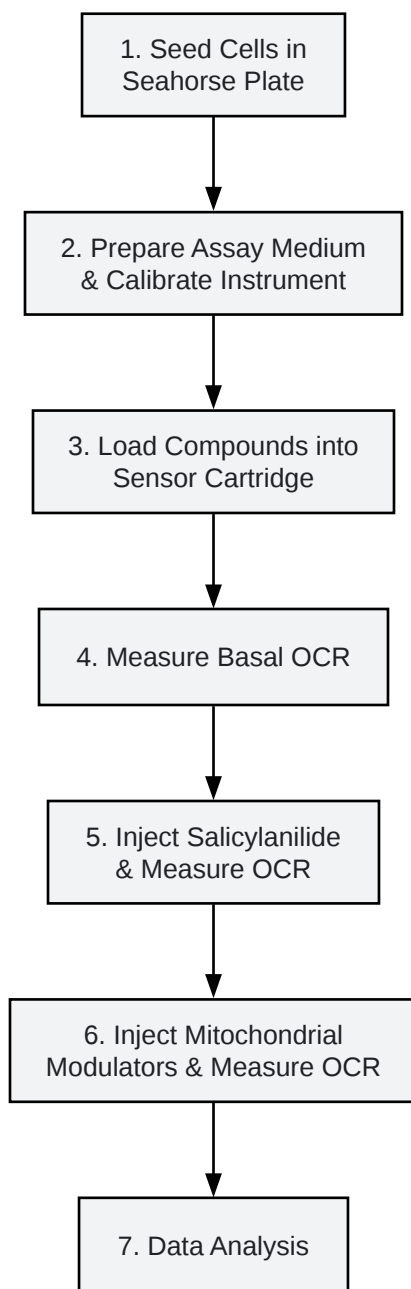 1. Seed Cells in
Seahorse Plate
2. Prepare Assay Medium
& Calibrate Instrument
3. Load Compounds into
Sensor Cartridge
4. Measure Basal OCR
5. Inject Salicylanilide
& Measure OCR
6. Inject Mitochondrial
Modulators & Measure OCR
7. Data Analysis